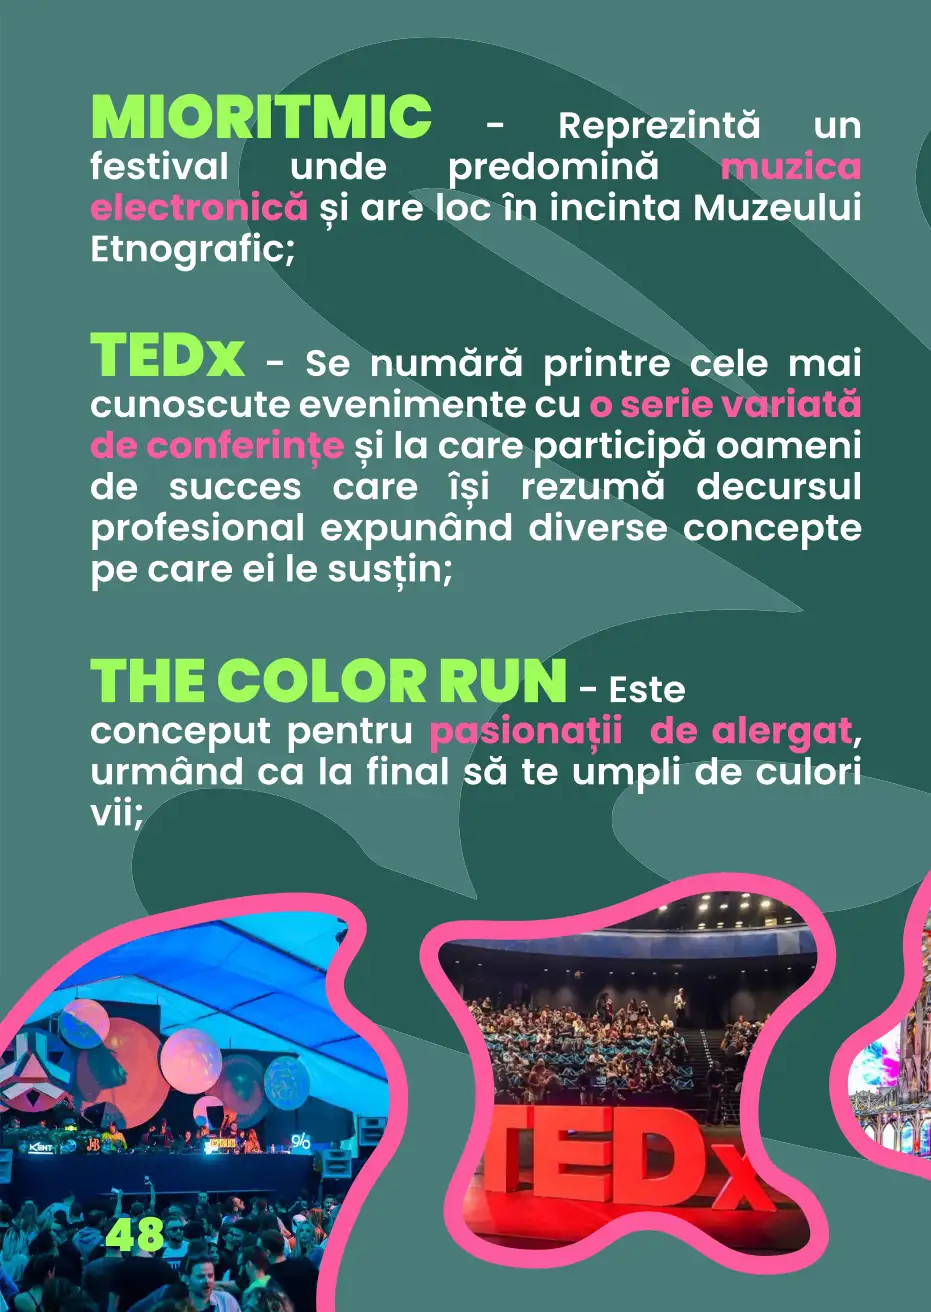 MIORITMIC - Reprezintă un
festival unde predomină muzica
electronică și are loc în incinta Muzeului
Etnografic;
TEDx - Se numără printre cele mai
cunoscute evenimente cu o serie variată
de conferințe și la care participă oameni
de succes care își rezumă decursul
profesional expunând diverse concepte
pe care ei le susțin;
THE COLOR RUN - Este
conceput pentru pasionații de alergat,
urmând ca la final să te umpli de culori
vii;
KENT
TEDx
48